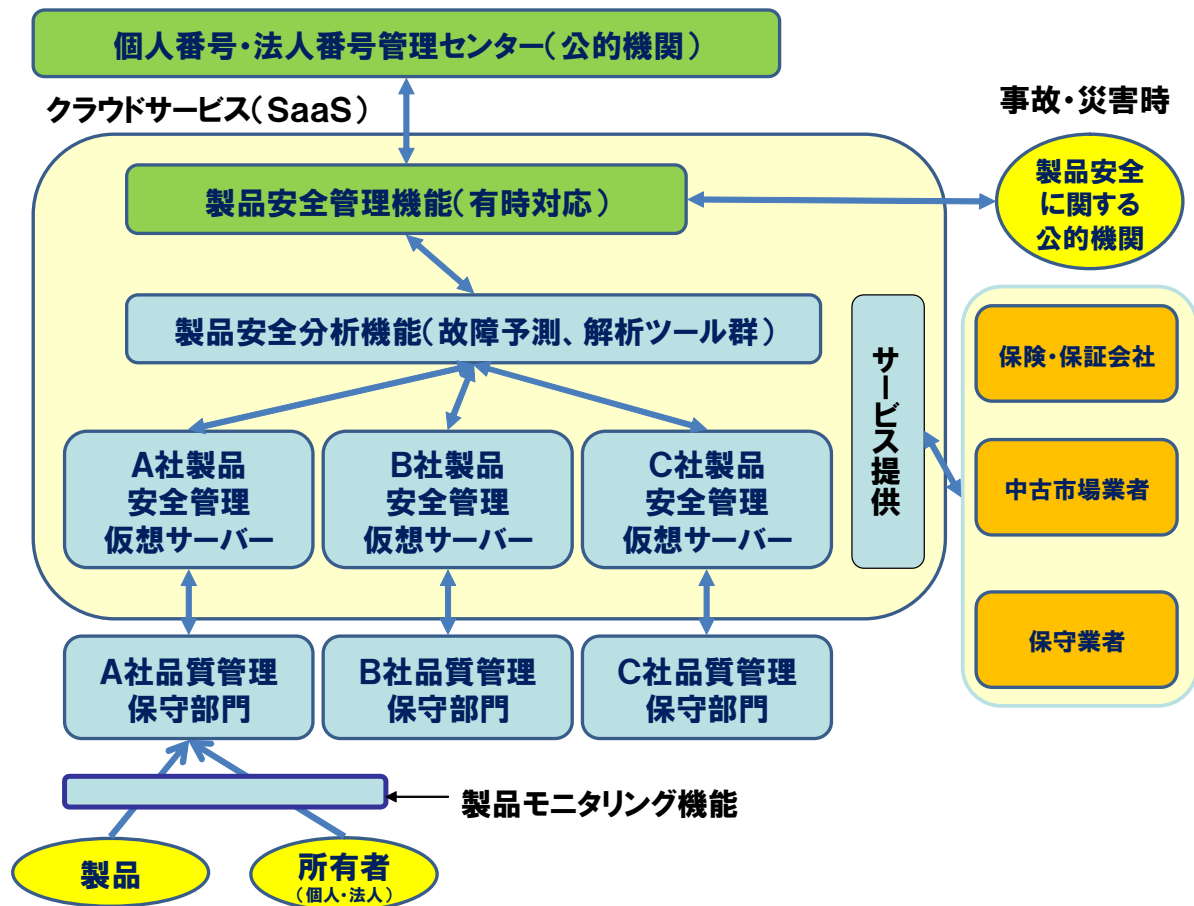 個人番号・法人番号管理センター（公的機関）
クラウドサービス（SaaS）
事故・災害時
製品安全管理機能（有時対応）
製品安全
に関する
公的機関
製品安全分析機能（故障予測、解析ツール群）
サービス提供
保険・保証会社
中古市場業者
保守業者
A社製品
安全管理
仮想サーバー
B社製品
安全管理
仮想サーバー
C社製品
安全管理
仮想サーバー
A社品質管理
保守部門
B社品質管理
保守部門
C社品質管理
保守部門
製品モニタリング機能
製品
所有者
（個人・法人）